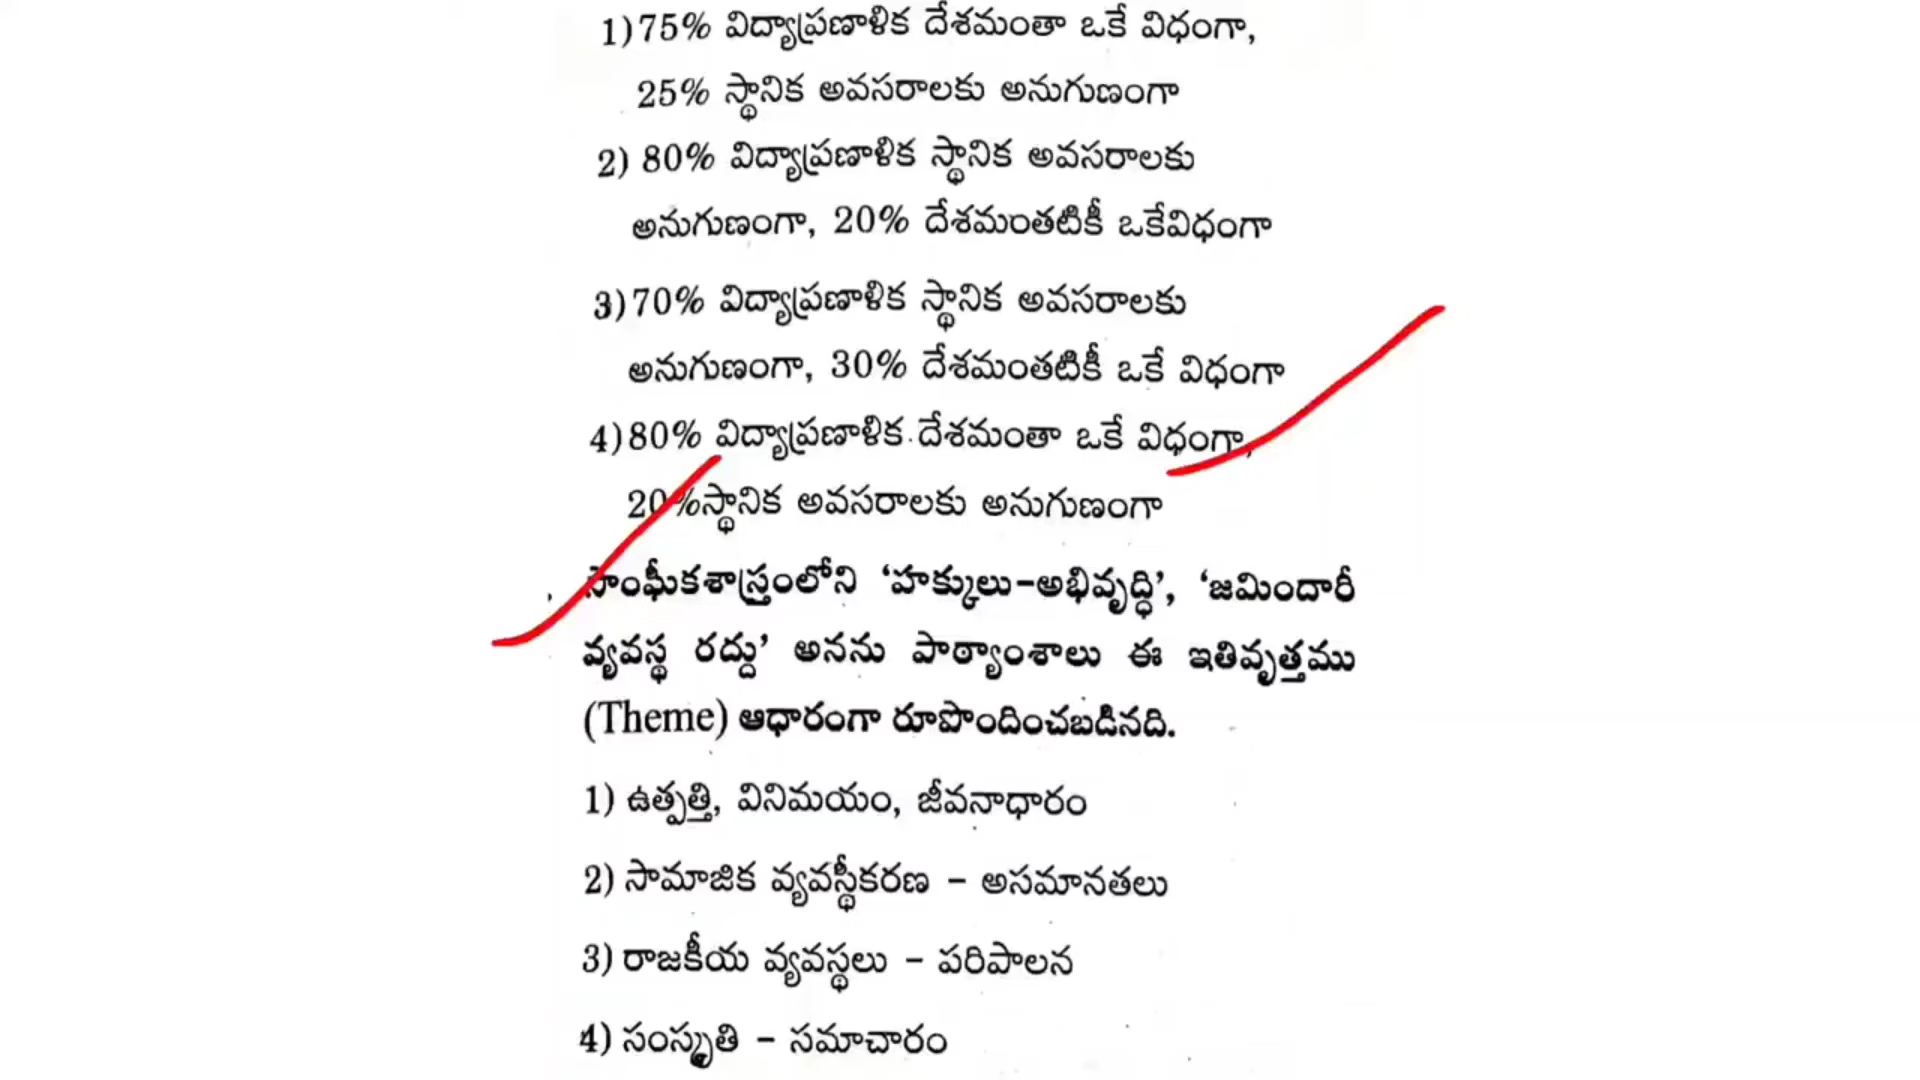 1) 75% విద్యాప్రణాళిక దేశమంతా ఒకే విధంగా,
25% స్థానిక అవసరాలకు అనుగుణంగా
2) 80% విద్యాప్రణాళిక స్థానిక అవసరాలకు
అనుగుణంగా, 20% దేశమంతటికీ ఒకేవిధంగా
3) 70% విద్యాప్రణాళిక స్థానిక అవసరాలకు
అనుగుణంగా, 30% దేశమంతటికీ ఒకే విధంగా
4) 80% విద్యాప్రణాళిక దేశమంతా ఒకే విధంగా,
20% స్థానిక అవసరాలకు అనుగుణంగా
సాంఘీకశాస్త్రంలోని ‘హక్కులు-అభివృద్ధి’, ‘జమిందారీ
వ్యవస్థ రద్దు’ అనను పాఠ్యాంశాలు ఈ ఇతివృత్తము
(Theme) ఆధారంగా రూపొందించబడినది.
1) ఉత్పత్తి, వినిమయం, జీవనాధారం
2) సామాజిక వ్యవస్థీకరణ - అసమానతలు
3) రాజకీయ వ్యవస్థలు - పరిపాలన
4) సంస్కృతి - సమాచారం